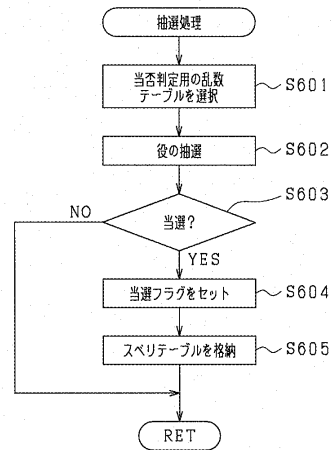 抽選処理
当否判定用の乱数
テーブルを選択
S601
役の抽選
S602
S603
当選?
NO
YES
当選フラグをセット
S604
スベリテーブルを格納
S605
RET